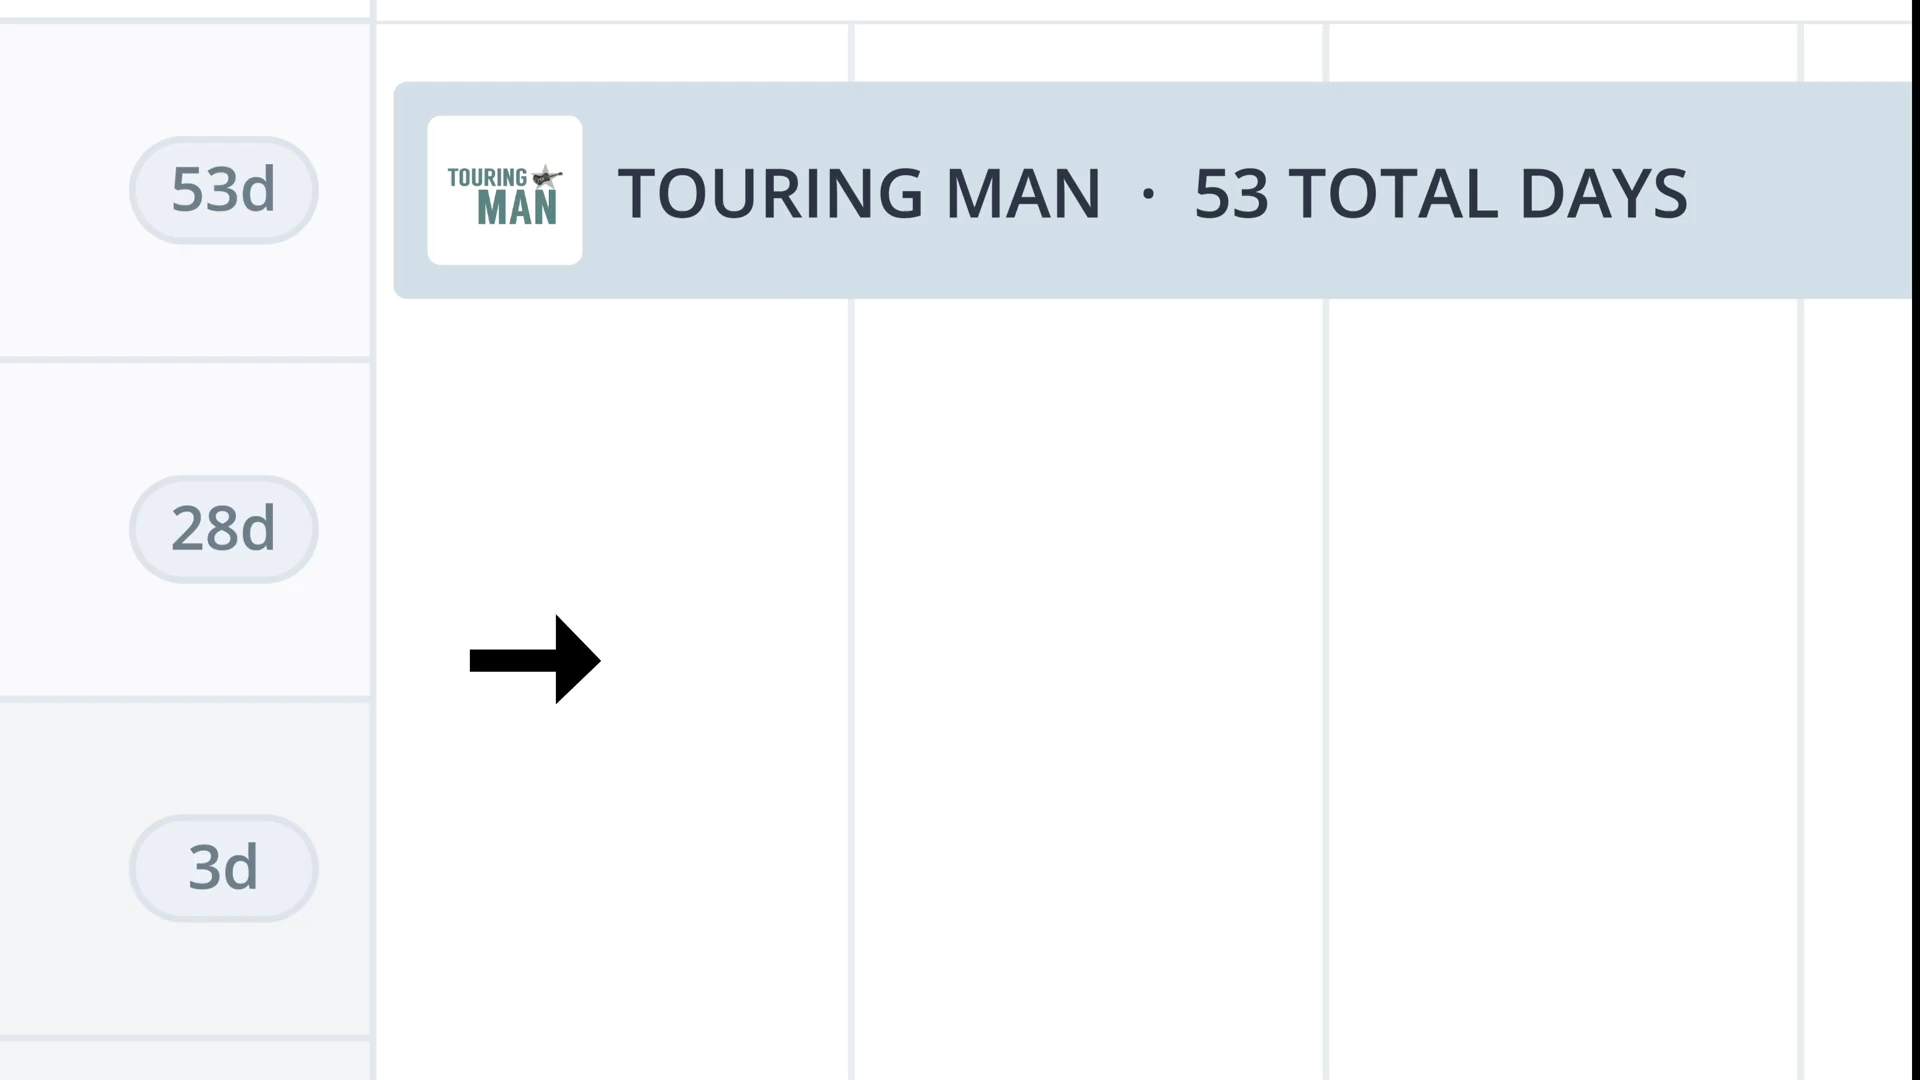 53d
TOURING
MAN
TOURING MAN · 53 TOTAL DAYS
28d
3d